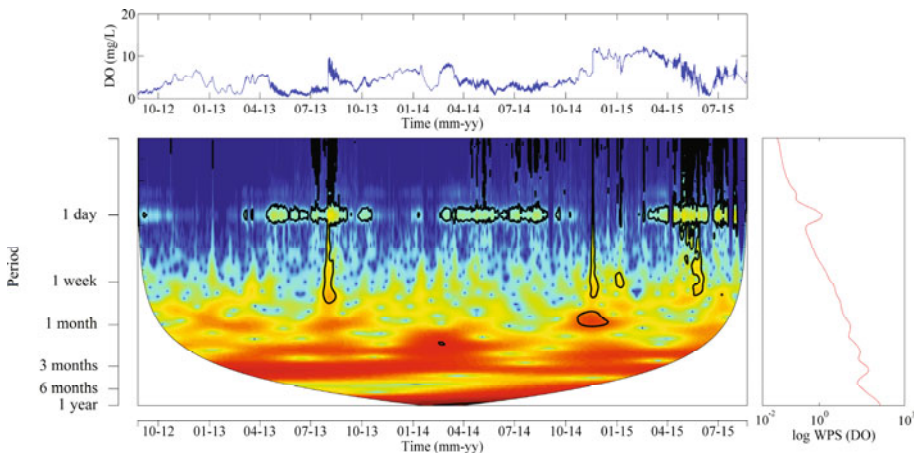 20
10
0
DO (mg/L)
10-12 01-13 04-13 07-13 10-13 01-14 04-14 07-14 10-14 01-15 04-15 07-15
Time (mm-yy)
Period
1 day
1 week
1 month
3 months
6 months
1 year
10-12 01-13 04-13 07-13 10-13 01-14 04-14 07-14 10-14 01-15 04-15 07-15
Time (mm-yy)
10-2 100 101
log WPS (DO)